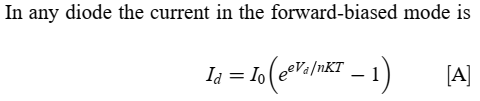 In any diode the current in the forward-biased mode is
I_d = I_0(e^{eV_d/nKT} − 1) [A]